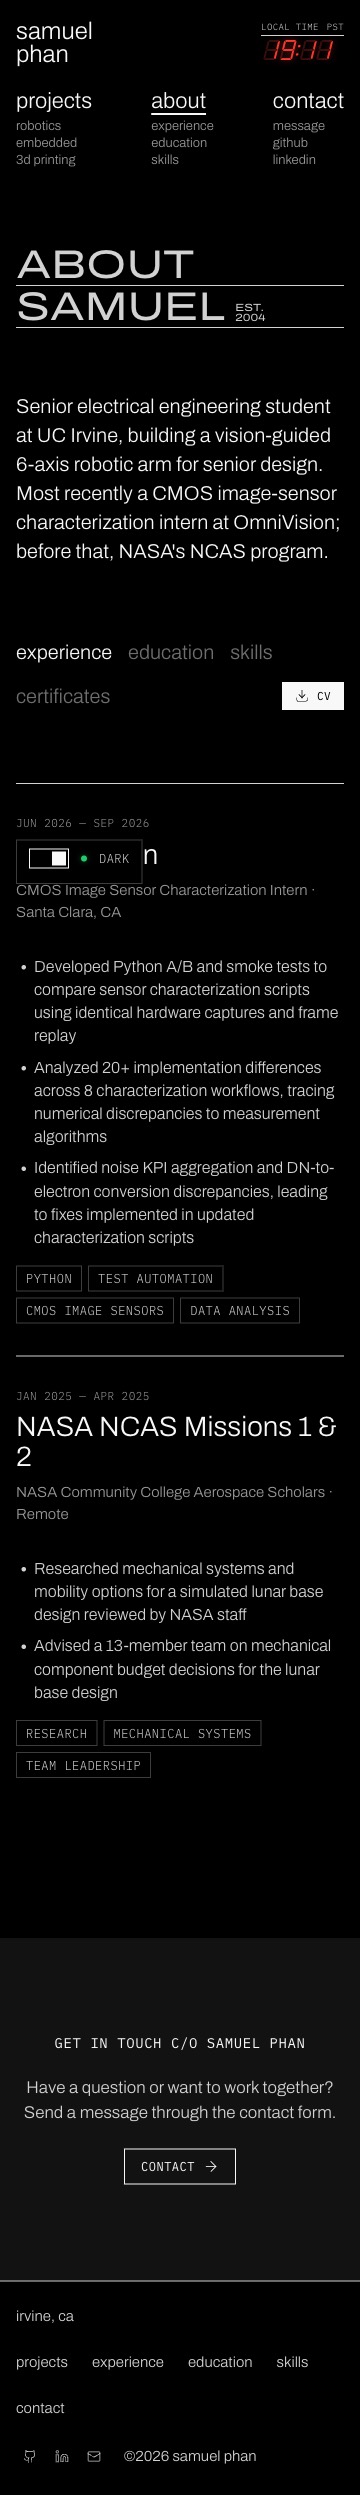 samuel
phan
LOCAL TIME PST
19:11
projects
about
contact
robotics
experience
message
embedded
education
github
3d printing
skills
linkedin
ABOUT
SAMUEL EST.
2004
Senior electrical engineering student
at UC Irvine, building a vision-guided
6-axis robotic arm for senior design.
Most recently a CMOS image-sensor
characterization intern at OmniVision;
before that, NASA's NCAS program.
experience education skills
certificates
CV
JUN 2026 — SEP 2026
DARK
n
CMOS Image Sensor Characterization Intern ·
Santa Clara, CA
• Developed Python A/B and smoke tests to
compare sensor characterization scripts
using identical hardware captures and frame
replay
• Analyzed 20+ implementation differences
across 8 characterization workflows, tracing
numerical discrepancies to measurement
algorithms
• Identified noise KPI aggregation and DN-to-
electron conversion discrepancies, leading
to fixes implemented in updated
characterization scripts
PYTHON TEST AUTOMATION
CMOS IMAGE SENSORS DATA ANALYSIS
JAN 2025 — APR 2025
NASA NCAS Missions 1 &
2
NASA Community College Aerospace Scholars ·
Remote
• Researched mechanical systems and
mobility options for a simulated lunar base
design reviewed by NASA staff
• Advised a 13-member team on mechanical
component budget decisions for the lunar
base design
RESEARCH MECHANICAL SYSTEMS
TEAM LEADERSHIP
GET IN TOUCH C/O SAMUEL PHAN
Have a question or want to work together?
Send a message through the contact form.
CONTACT →
irvine, ca
projects experience education skills
contact
©2026 samuel phan